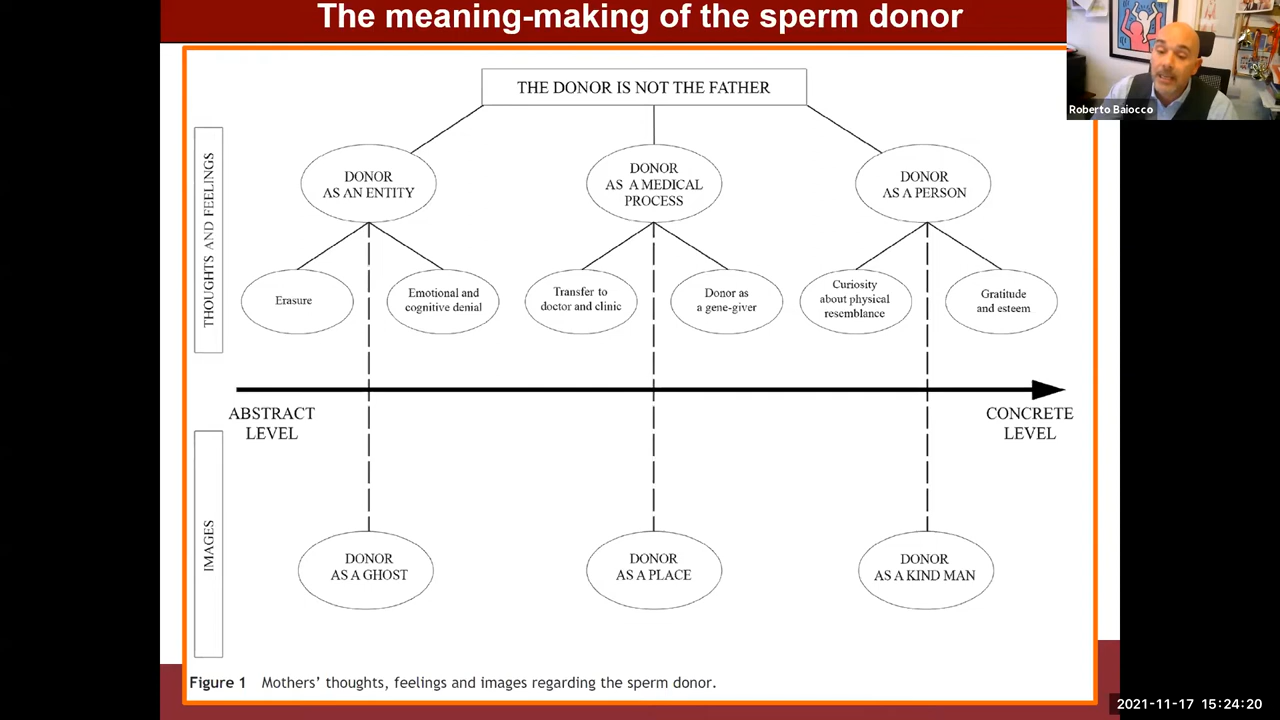 The meaning-making of the sperm donor
Roberto Baiocco
THE DONOR IS NOT THE FATHER
THOUGHTS AND FEELINGS
DONOR
AS AN ENTITY
DONOR
AS A MEDICAL
PROCESS
DONOR
AS A PERSON
Erasure
Emotional and
cognitive denial
Transfer to
doctor and clinic
Donor as
a gene-giver
Curiosity
about physical
resemblance
Gratitude
and esteem
ABSTRACT
LEVEL
CONCRETE
LEVEL
IMAGES
DONOR
AS A GHOST
DONOR
AS A PLACE
DONOR
AS A KIND MAN
Figure 1 Mothers' thoughts, feelings and images regarding the sperm donor.
2021-11-17 15:24:20